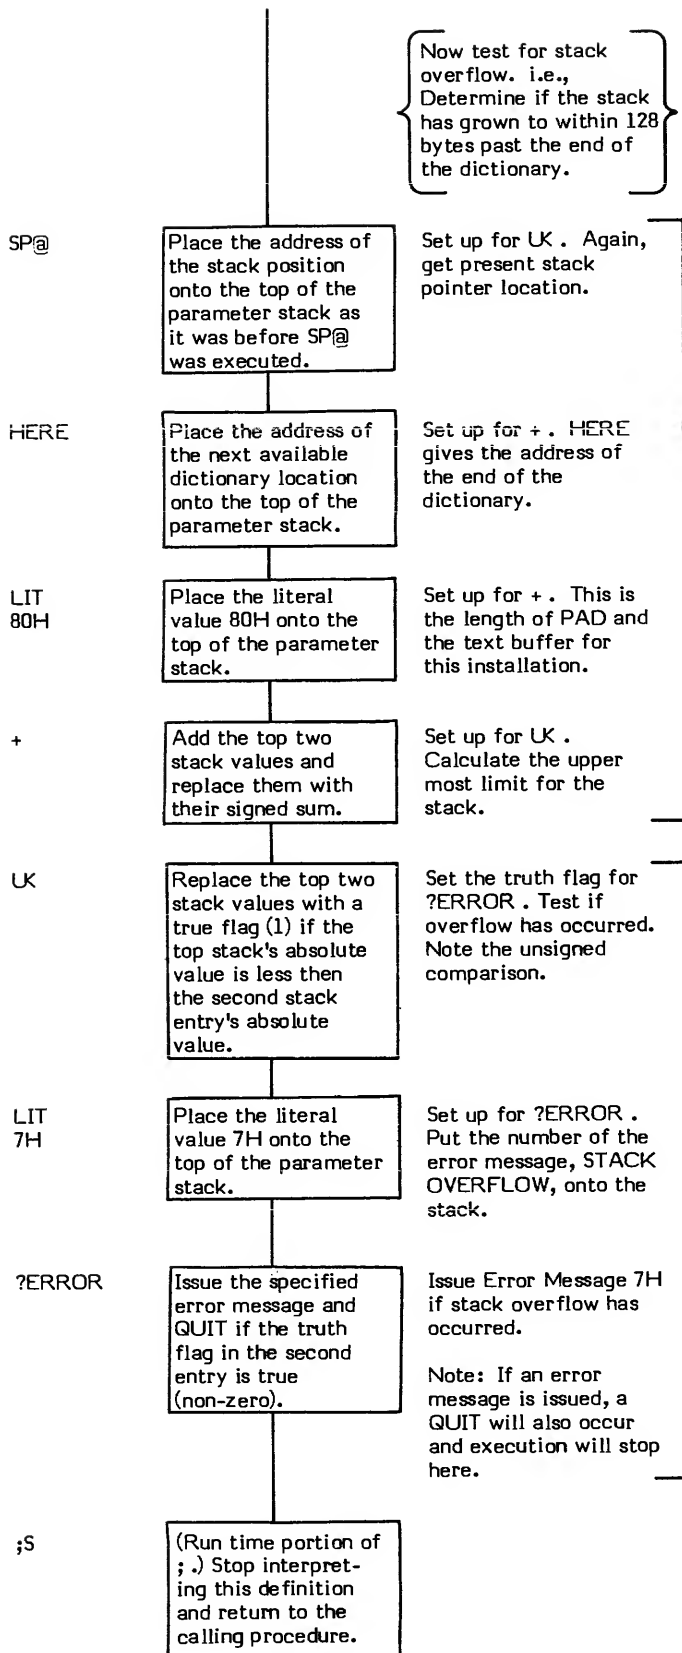 Now test for stack
overflow. i.e.,
Determine if the stack
has grown to within 128
bytes past the end of
the dictionary.
SP@
Place the address of
the stack position
onto the top of the
parameter stack as
it was before SP@
was executed.
Set up for U< . Again,
get present stack
pointer location.
HERE
Place the address of
the next available
dictionary location
onto the top of the
parameter stack.
Set up for + . HERE
gives the address of
the end of the
dictionary.
LIT
80H
Place the literal
value 80H onto the
top of the parameter
stack.
Set up for + . This is
the length of PAD and
the text buffer for
this installation.
+
Add the top two
stack values and
replace them with
their signed sum.
Set up for U< .
Calculate the upper
most limit for the
stack.
U<
Replace the top two
stack values with a
true flag (1) if the
top stack's absolute
value is less then
the second stack
entry's absolute
value.
Set the truth flag for
?ERROR . Test if
overflow has occurred.
Note the unsigned
comparison.
LIT
7H
Place the literal
value 7H onto the
top of the parameter
stack.
Set up for ?ERROR .
Put the number of the
error message, STACK
OVERFLOW, onto the
stack.
?ERROR
Issue the specified
error message and
QUIT if the truth
flag in the second
entry is true
(non-zero).
Issue Error Message 7H
if stack overflow has
occurred.
Note: If an error
message is issued, a
QUIT will also occur
and execution will stop
here.
;S
(Run time portion of
; .) Stop interpret-
ing this definition
and return to the
calling procedure.